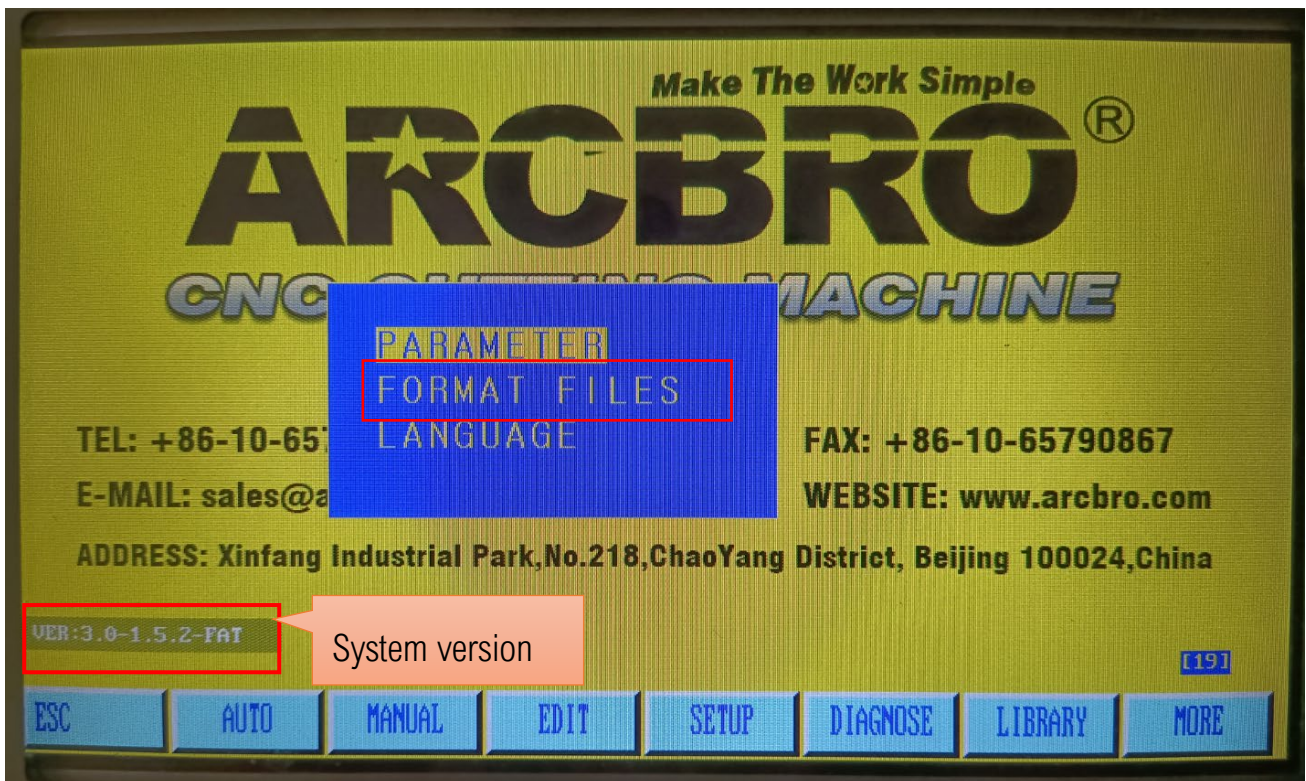 Make The Work Simple
ARCBRO®
CNC MACHINE
PARAMETER
FORMAT FILES
LANGUAGE
TEL: +86-10-65
FAX: +86-10-65790867
E-MAIL: sales@a
WEBSITE: www.arcbro.com
ADDRESS: Xinfang Industrial Park,No.218,ChaoYang District, Beijing 100024,China
VER:3.0-1.5.2-FAT
System version
[19]
ESC AUTO MANUAL EDIT SETUP DIAGNOSE LIBRARY MORE